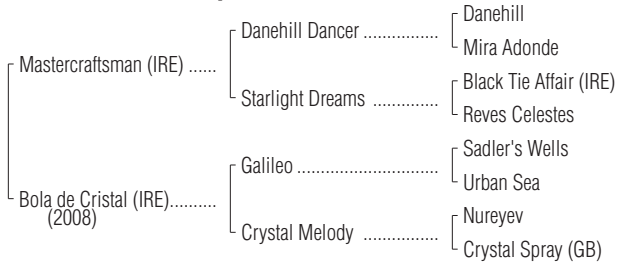 Danehill
Danehill Dancer ................
Mira Adonde
Mastercraftsman (IRE) ......
Black Tie Affair (IRE)
Starlight Dreams ..............
Reves Celestes
Sadler's Wells
Galileo ..............................
Urban Sea
Bola de Cristal (IRE)..........
(2008)
Nureyev
Crystal Melody ................
Crystal Spray (GB)